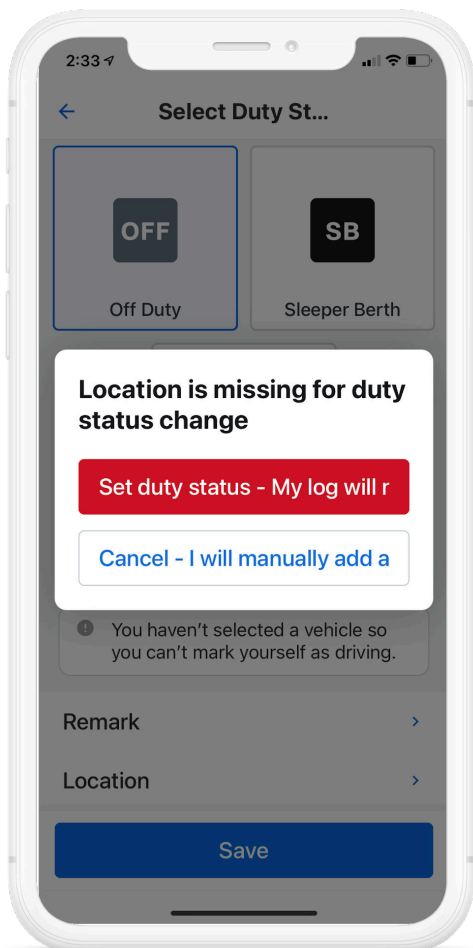 2:33
Select Duty St...
OFF
SB
Off Duty
Sleeper Berth
Location is missing for duty
status change
Set duty status - My log will r
Cancel - I will manually add a
You haven't selected a vehicle so
you can't mark yourself as driving.
Remark
Location
Save